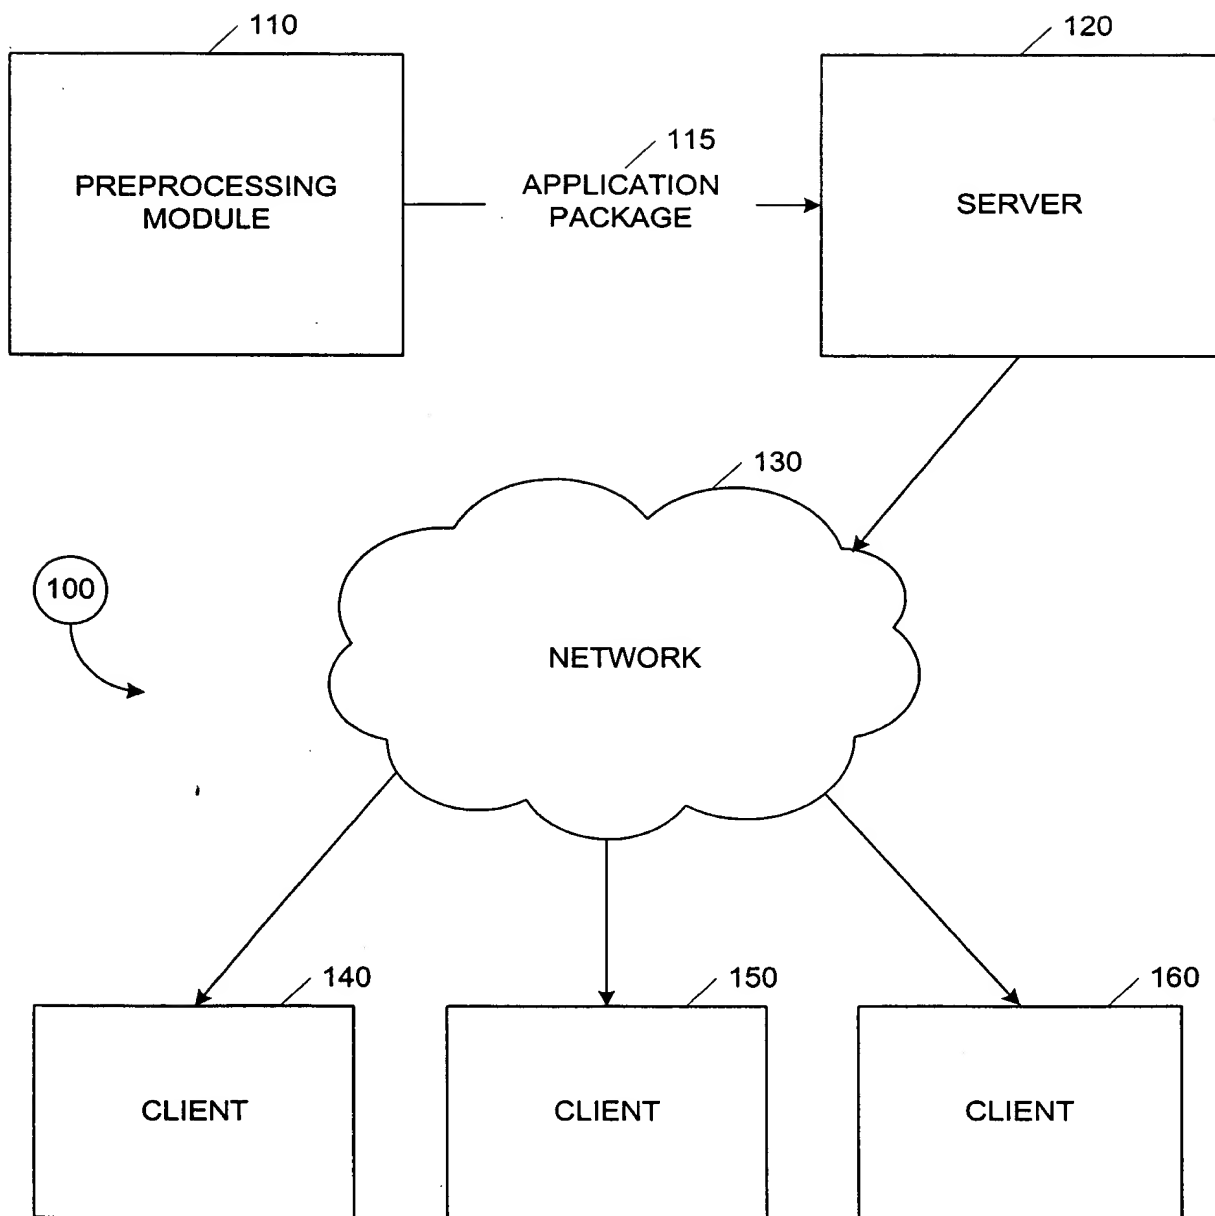 110
120
115
PREPROCESSING
MODULE
APPLICATION
PACKAGE
SERVER
130
100
NETWORK
140
150
160
CLIENT
CLIENT
CLIENT